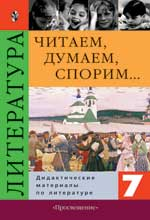 ЛИТЕРАТУРА
ЧИТАЕМ,
ДУМАЕМ,
СПОРИМ...
Дидактические
материалы
по литературе
7
«Просвещение»